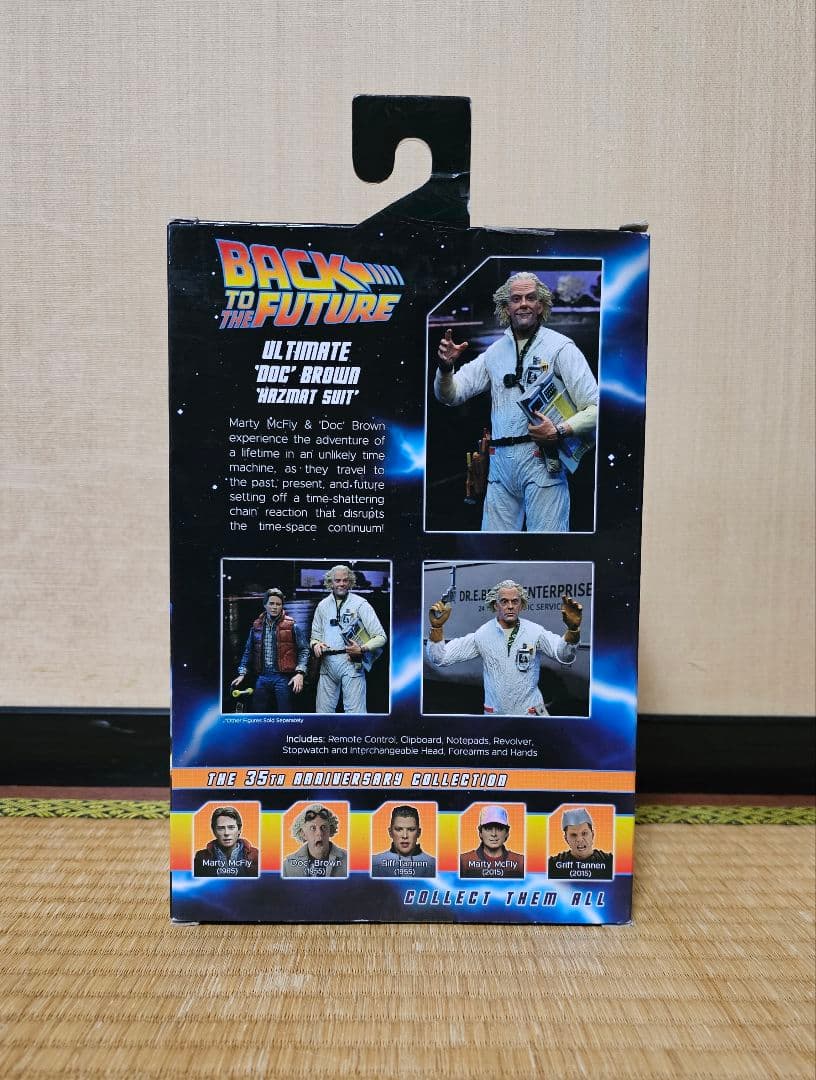 BACK
TO
THE FUTURE
ULTIMATE
'DOC' BROWN
'HAZMAT SUIT'
Marty McFly & 'Doc' Brown
experience the adventure of
a lifetime in an unlikely time
machine, as they travel to
the past, present, and future
setting off a time-shattering
chain reaction that disrupts
the time-space continuum!
DR.E.B ENTERPRISE
24 IC SERVIC
*Other Figures Sold Separately
Includes: Remote Control, Clipboard, Notepads, Revolver,
Stopwatch and Interchangeable Head, Forearms and Hands
THE 35TH ANNIVERSARY COLLECTION
Marty McFly
(1985)
'Doc' Brown
(1955)
Biff Tannen
(1955)
Marty McFly
(2015)
Griff Tannen
(2015)
COLLECT THEM ALL